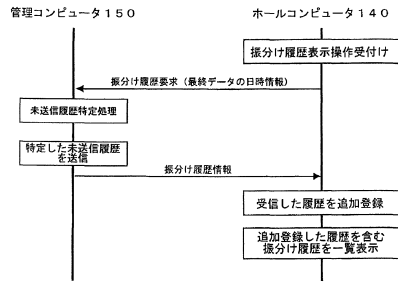 管理コンピュータ150
ホールコンピュータ140
振分け履歴表示操作受付け
振分け履歴要求(最終データの日時情報)
未送信履歴特定処理
特定した未送信履歴
を送信
振分け履歴情報
受信した履歴を追加登録
追加登録した履歴を含む
振分け履歴を一覧表示